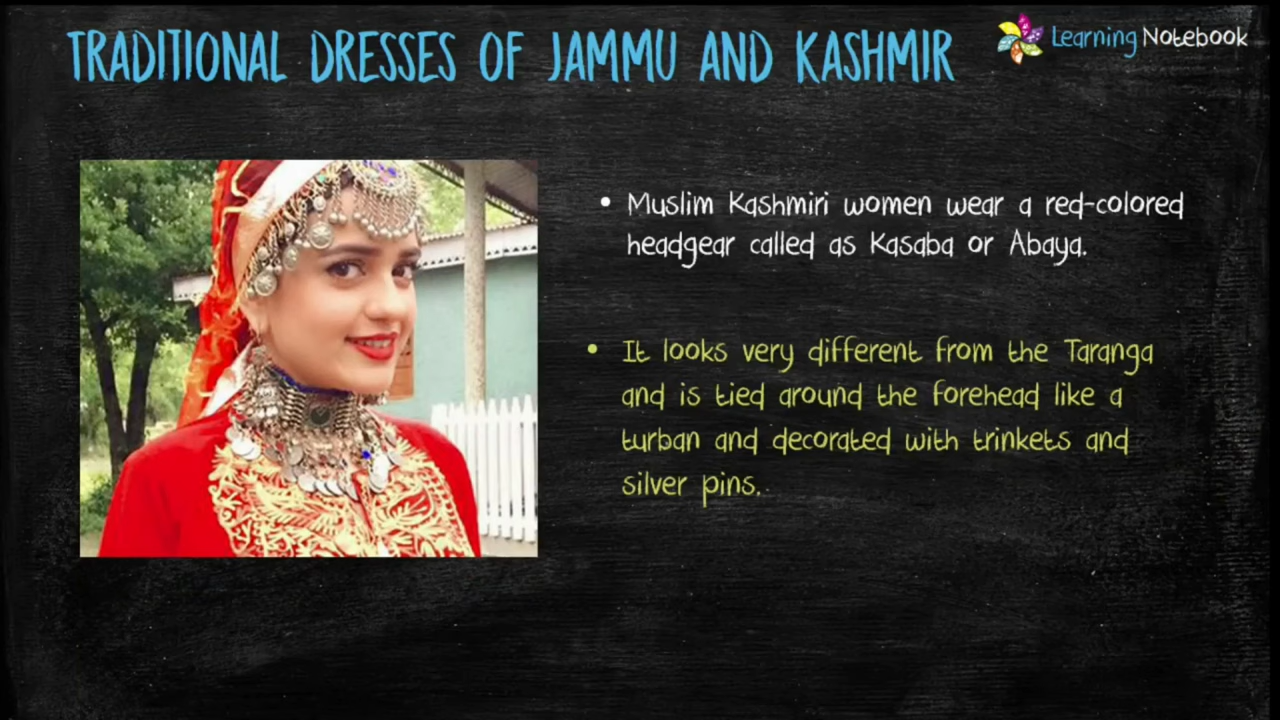 TRADITIONAL DRESSES OF JAMMU AND KASHMIR
Learning Notebook
• Muslim Kashmiri women wear a red-colored
headgear called as Kasaba or Abaya.
• It looks very different from the Taranga
and is tied around the forehead like a
turban and decorated with trinkets and
silver pins.